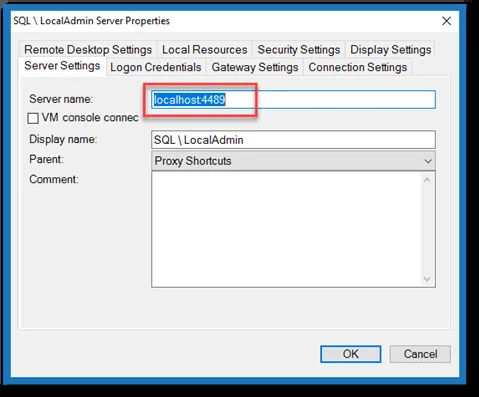 SQL \ LocalAdmin Server Properties
Remote Desktop Settings Local Resources Security Settings Display Settings
Server Settings Logon Credentials Gateway Settings Connection Settings
Server name: localhost:4489
VM console connec
Display name: SQL \ LocalAdmin
Parent: Proxy Shortcuts
Comment:
OK Cancel